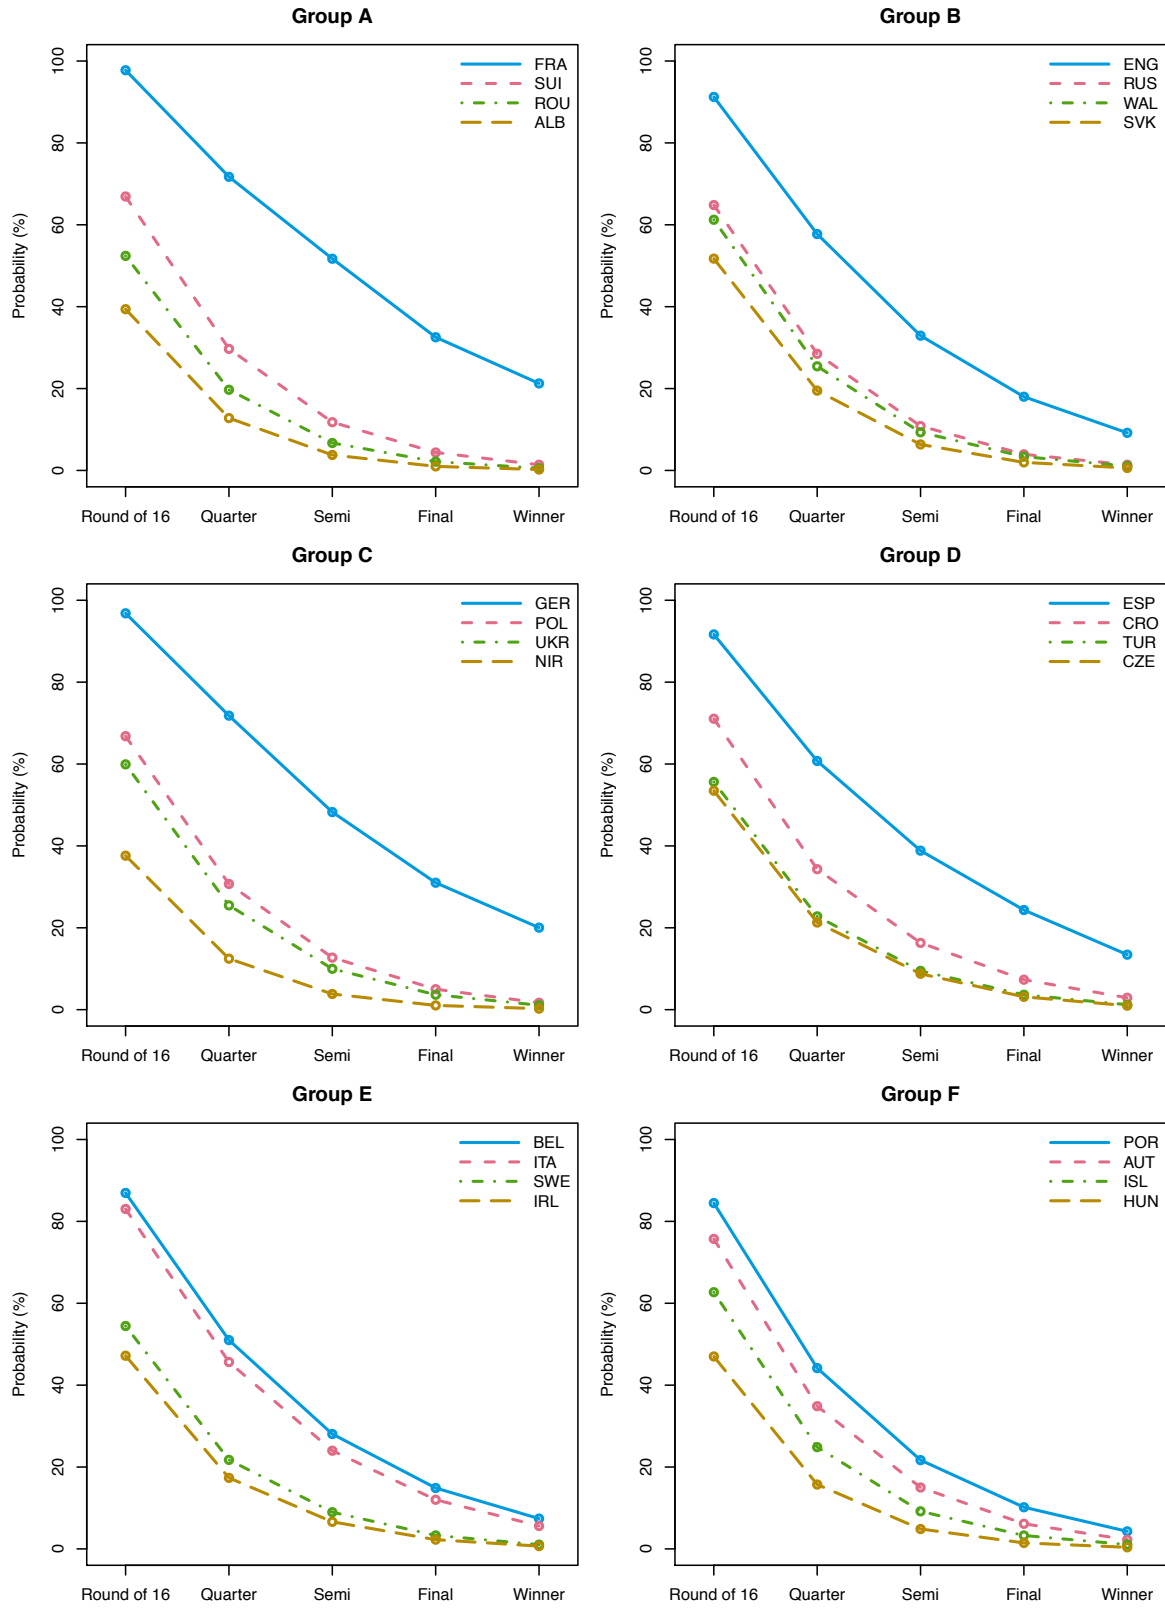 Group A
FRA
SUI
ROU
ALB
Probability (%)
100
80
60
40
20
0
Round of 16 Quarter Semi Final Winner
Group B
ENG
RUS
WAL
SVK
Probability (%)
100
80
60
40
20
0
Round of 16 Quarter Semi Final Winner
Group C
GER
POL
UKR
NIR
Probability (%)
100
80
60
40
20
0
Round of 16 Quarter Semi Final Winner
Group D
ESP
CRO
TUR
CZE
Probability (%)
100
80
60
40
20
0
Round of 16 Quarter Semi Final Winner
Group E
BEL
ITA
SWE
IRL
Probability (%)
100
80
60
40
20
0
Round of 16 Quarter Semi Final Winner
Group F
POR
AUT
ISL
HUN
Probability (%)
100
80
60
40
20
0
Round of 16 Quarter Semi Final Winner